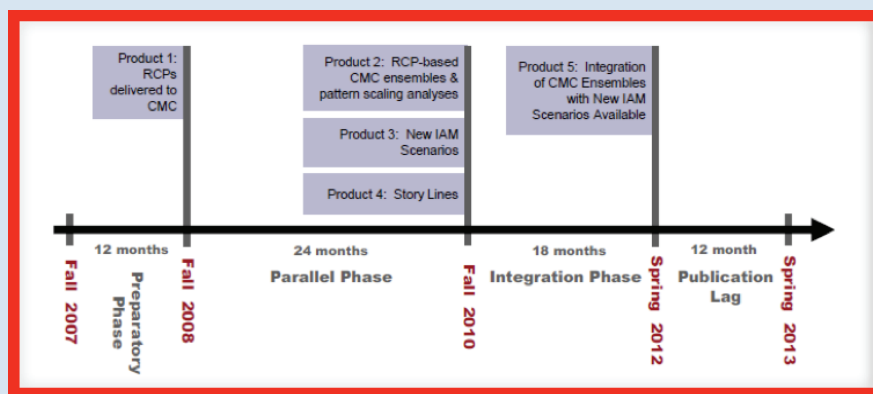 Product 1:
RCPs
delivered to
CMC
Product 2: RCP-based
CMC ensembles &
pattern scaling analyses
Product 3: New IAM
Scenarios
Product 4: Story Lines
Product 5: Integration
of CMC Ensembles
with New IAM
Scenarios Available
12 months
24 months
18 months
12 month
Preparatory
Phase
Parallel Phase
Integration Phase
Publication
Lag
Fall 2007
Fall 2008
Fall 2010
Spring 2012
Spring 2013